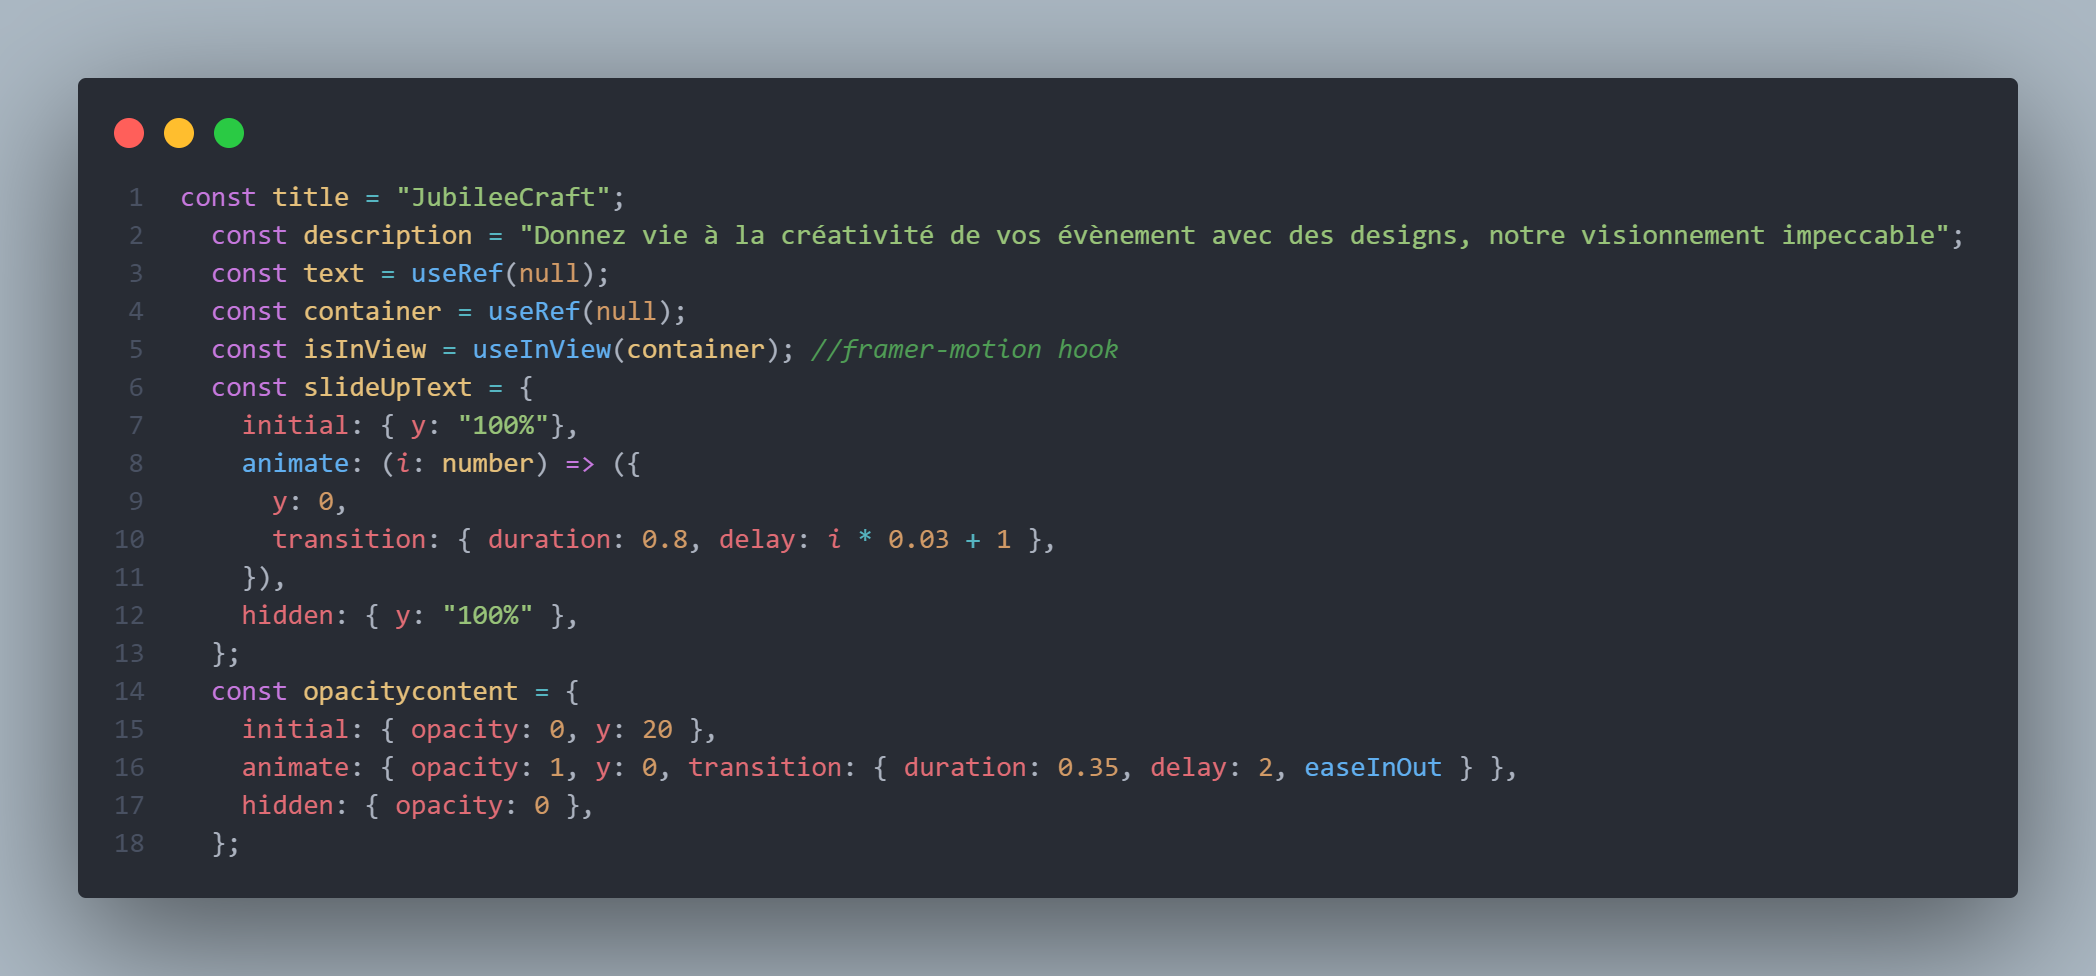 1 const title = "JubileeCraft";
2   const description = "Donnez vie à la créativité de vos évènement avec des designs, notre visionnement impeccable";
3   const text = useRef(null);
4   const container = useRef(null);
5   const isInView = useInView(container); //framer-motion hook
6   const slideUpText = {
7     initial: { y: "100%"},
8     animate: (i: number) => ({
9       y: 0,
10       transition: { duration: 0.8, delay: i * 0.03 + 1 },
11     }),
12     hidden: { y: "100%" },
13   };
14   const opacitycontent = {
15     initial: { opacity: 0, y: 20 },
16     animate: { opacity: 1, y: 0, transition: { duration: 0.35, delay: 2, easeInOut } },
17     hidden: { opacity: 0 },
18   };